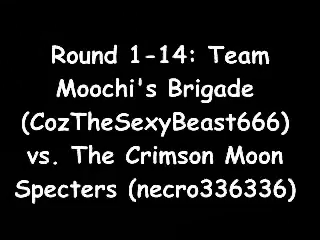 Round 1-14: Team
Moochi's Brigade
(CozTheSexyBeast666)
vs. The Crimson Moon
Specters (necro336336)